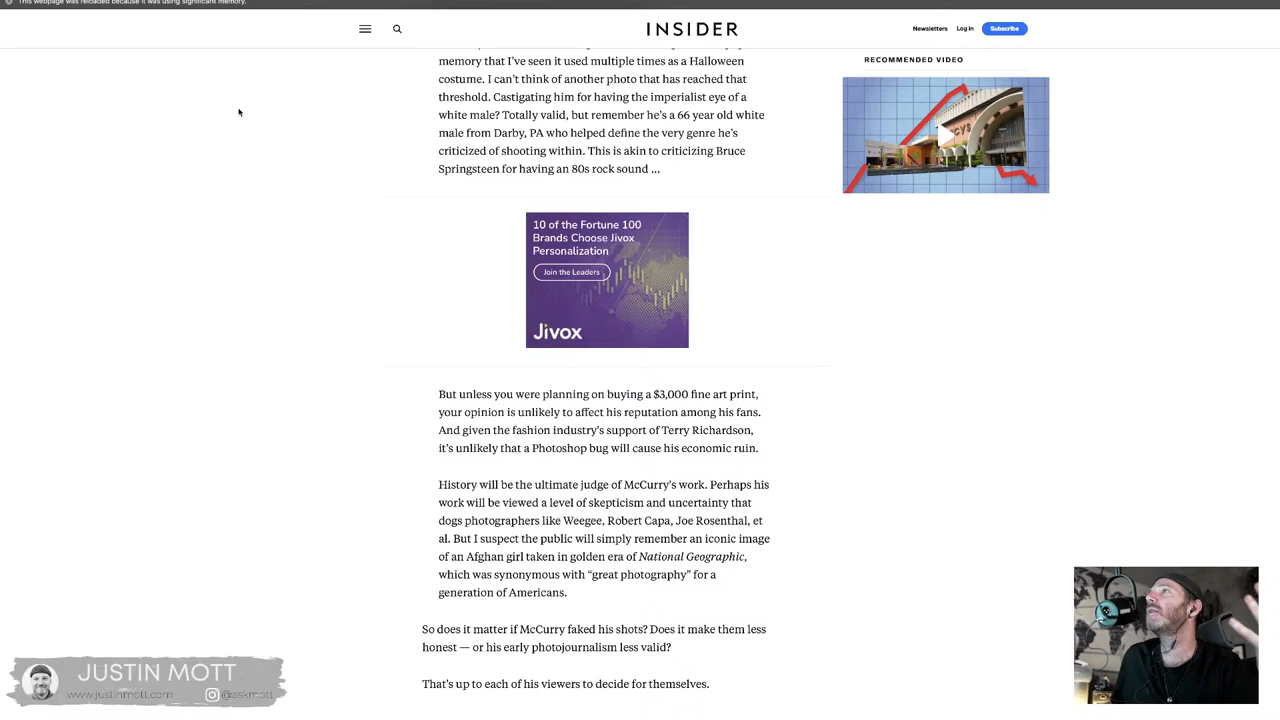 This webpage was reloaded because it was using significant memory.
INSIDER
Newsletters
Log in
Subscribe
memory that I've seen it used multiple times as a Halloween
costume. I can't think of another photo that has reached that
threshold. Castigating him for having the imperialist eye of a
white male? Totally valid, but remember he's a 66 year old white
male from Darby, PA who helped define the very genre he's
criticized of shooting within. This is akin to criticizing Bruce
Springsteen for having an 80s rock sound ...
RECOMMENDED VIDEO
CVS
10 of the Fortune 100
Brands Choose Jivox
Personalization
Join the Leaders
Jivox
But unless you were planning on buying a $3,000 fine art print,
your opinion is unlikely to affect his reputation among his fans.
And given the fashion industry's support of Terry Richardson,
it's unlikely that a Photoshop bug will cause his economic ruin.
History will be the ultimate judge of McCurry's work. Perhaps his
work will be viewed a level of skepticism and uncertainty that
dogs photographers like Weegee, Robert Capa, Joe Rosenthal, et
al. But I suspect the public will simply remember an iconic image
of an Afghan girl taken in golden era of National Geographic,
which was synonymous with “great photography” for a
generation of Americans.
So does it matter if McCurry faked his shots? Does it make them less
honest — or his early photojournalism less valid?
That's up to each of his viewers to decide for themselves.
JUSTIN MOTT
www.justinmott.com
@askmott